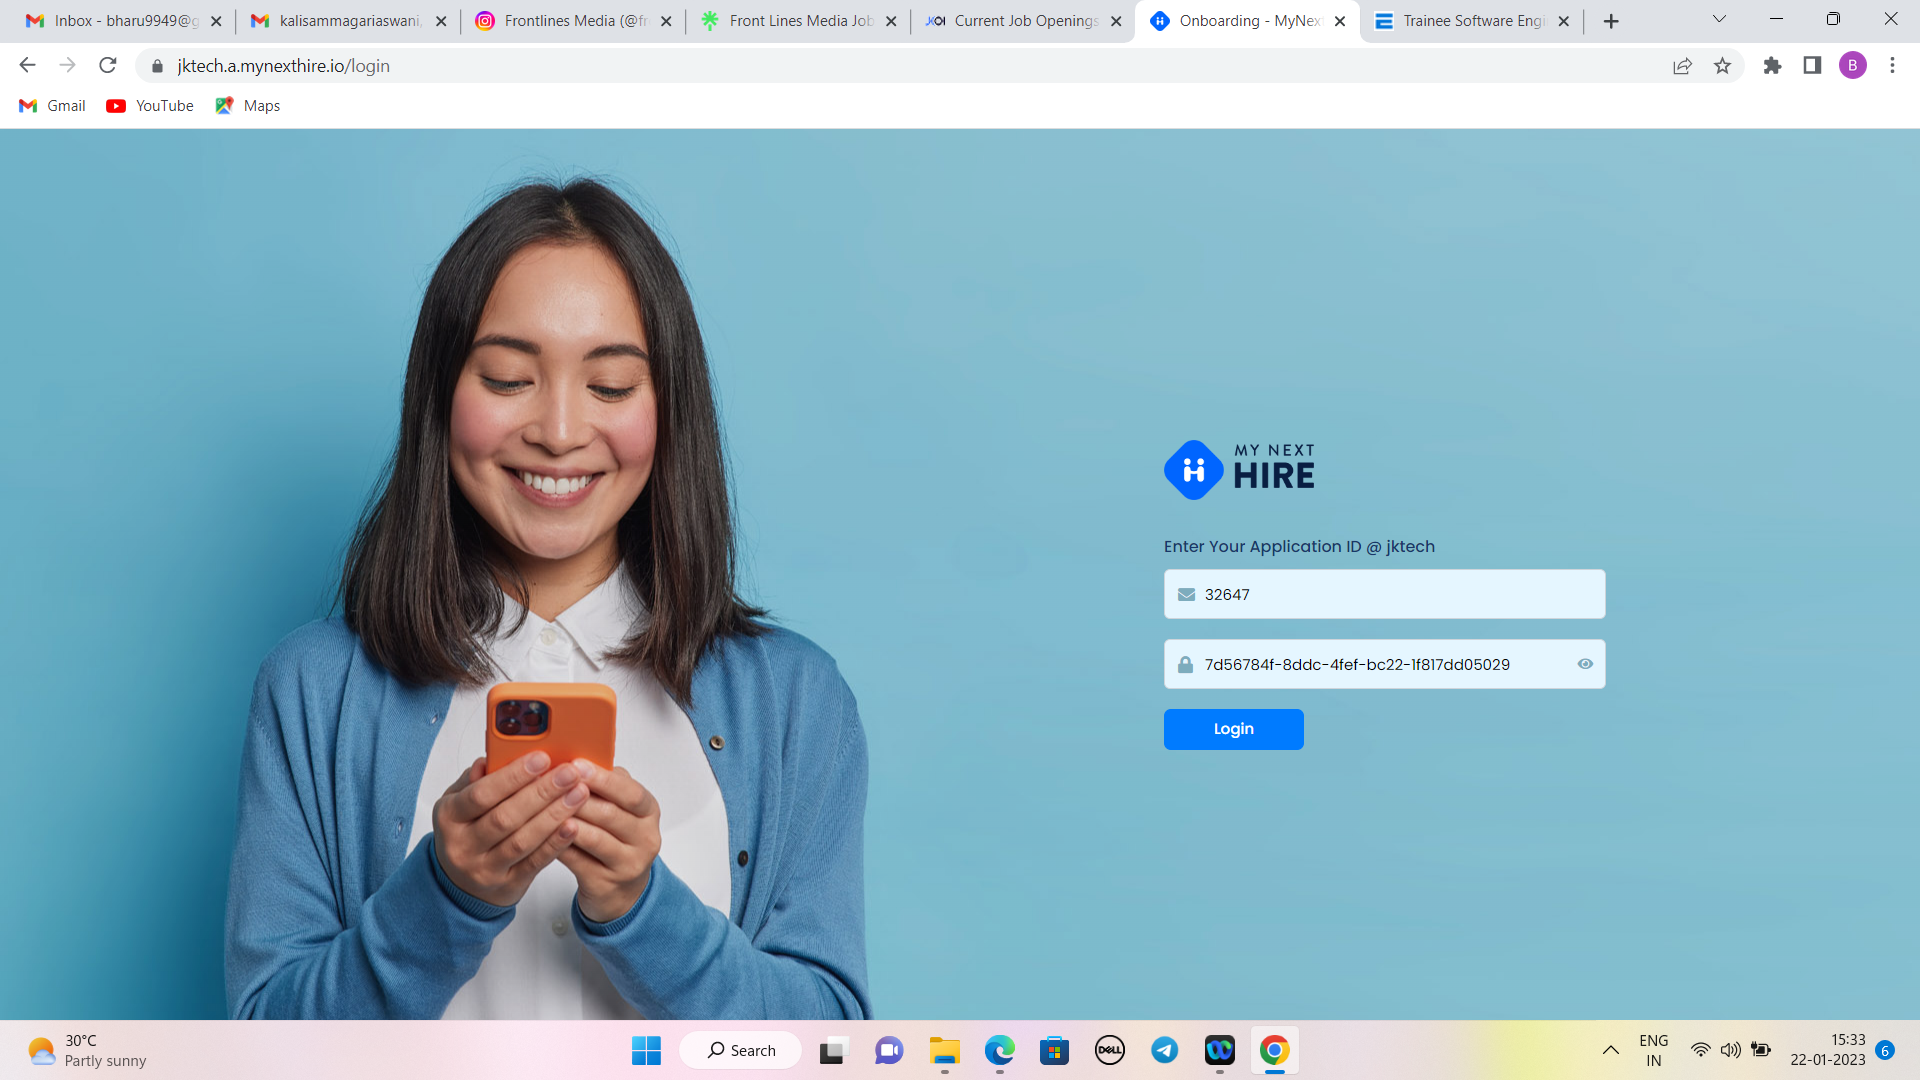 Inbox - bharu9949@g
kalisammagariaswani,
Frontlines Media (@fr
Front Lines Media Job
Current Job Openings
Onboarding - MyNex
Trainee Software Engi
jktech.a.mynexthire.io/login
B
Gmail
YouTube
Maps
MY NEXT
HIRE
Enter Your Application ID @ jktech
32647
7d56784f-8ddc-4fef-bc22-1f817dd05029
Login
30°C
Partly sunny
Search
DELL
ENG
IN
15:33
22-01-2023
6